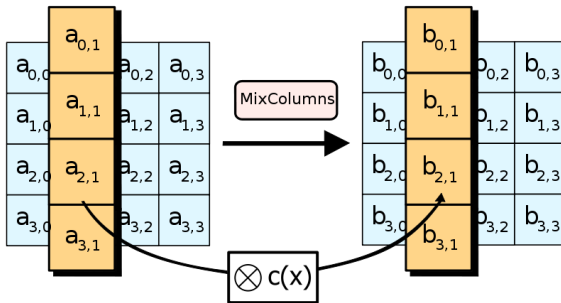 a0,1 b0,1
a0,0 a0,2 a0,3 b0,0 b0,2 b0,3
a1,1 MixColumns b1,1
a1,0 a1,2 a1,3 b1,0 b1,2 b1,3
a2,1 b2,1
a2,0 a2,2 a2,3 b2,0 b2,2 b2,3
a3,0 a3,2 a3,3 b3,0 b3,2 b3,3
a3,1 b3,1
⊗ c(x)